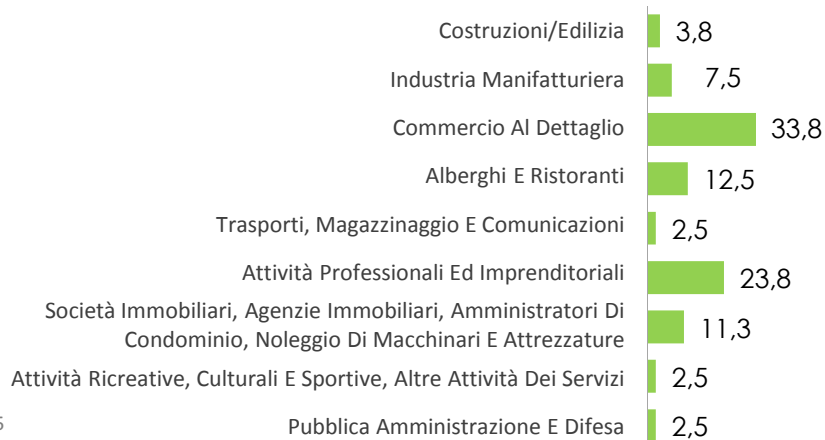 Costruzioni/Edilizia 3,8
Industria Manifatturiera 7,5
Commercio Al Dettaglio 33,8
Alberghi E Ristoranti 12,5
Trasporti, Magazzinaggio E Comunicazioni 2,5
Attività Professionali Ed Imprenditoriali 23,8
Società Immobiliari, Agenzie Immobiliari, Amministratori Di
Condominio, Noleggio Di Macchinari E Attrezzature 11,3
Attività Ricreative, Culturali E Sportive, Altre Attività Dei Servizi 2,5
Pubblica Amministrazione E Difesa 2,5